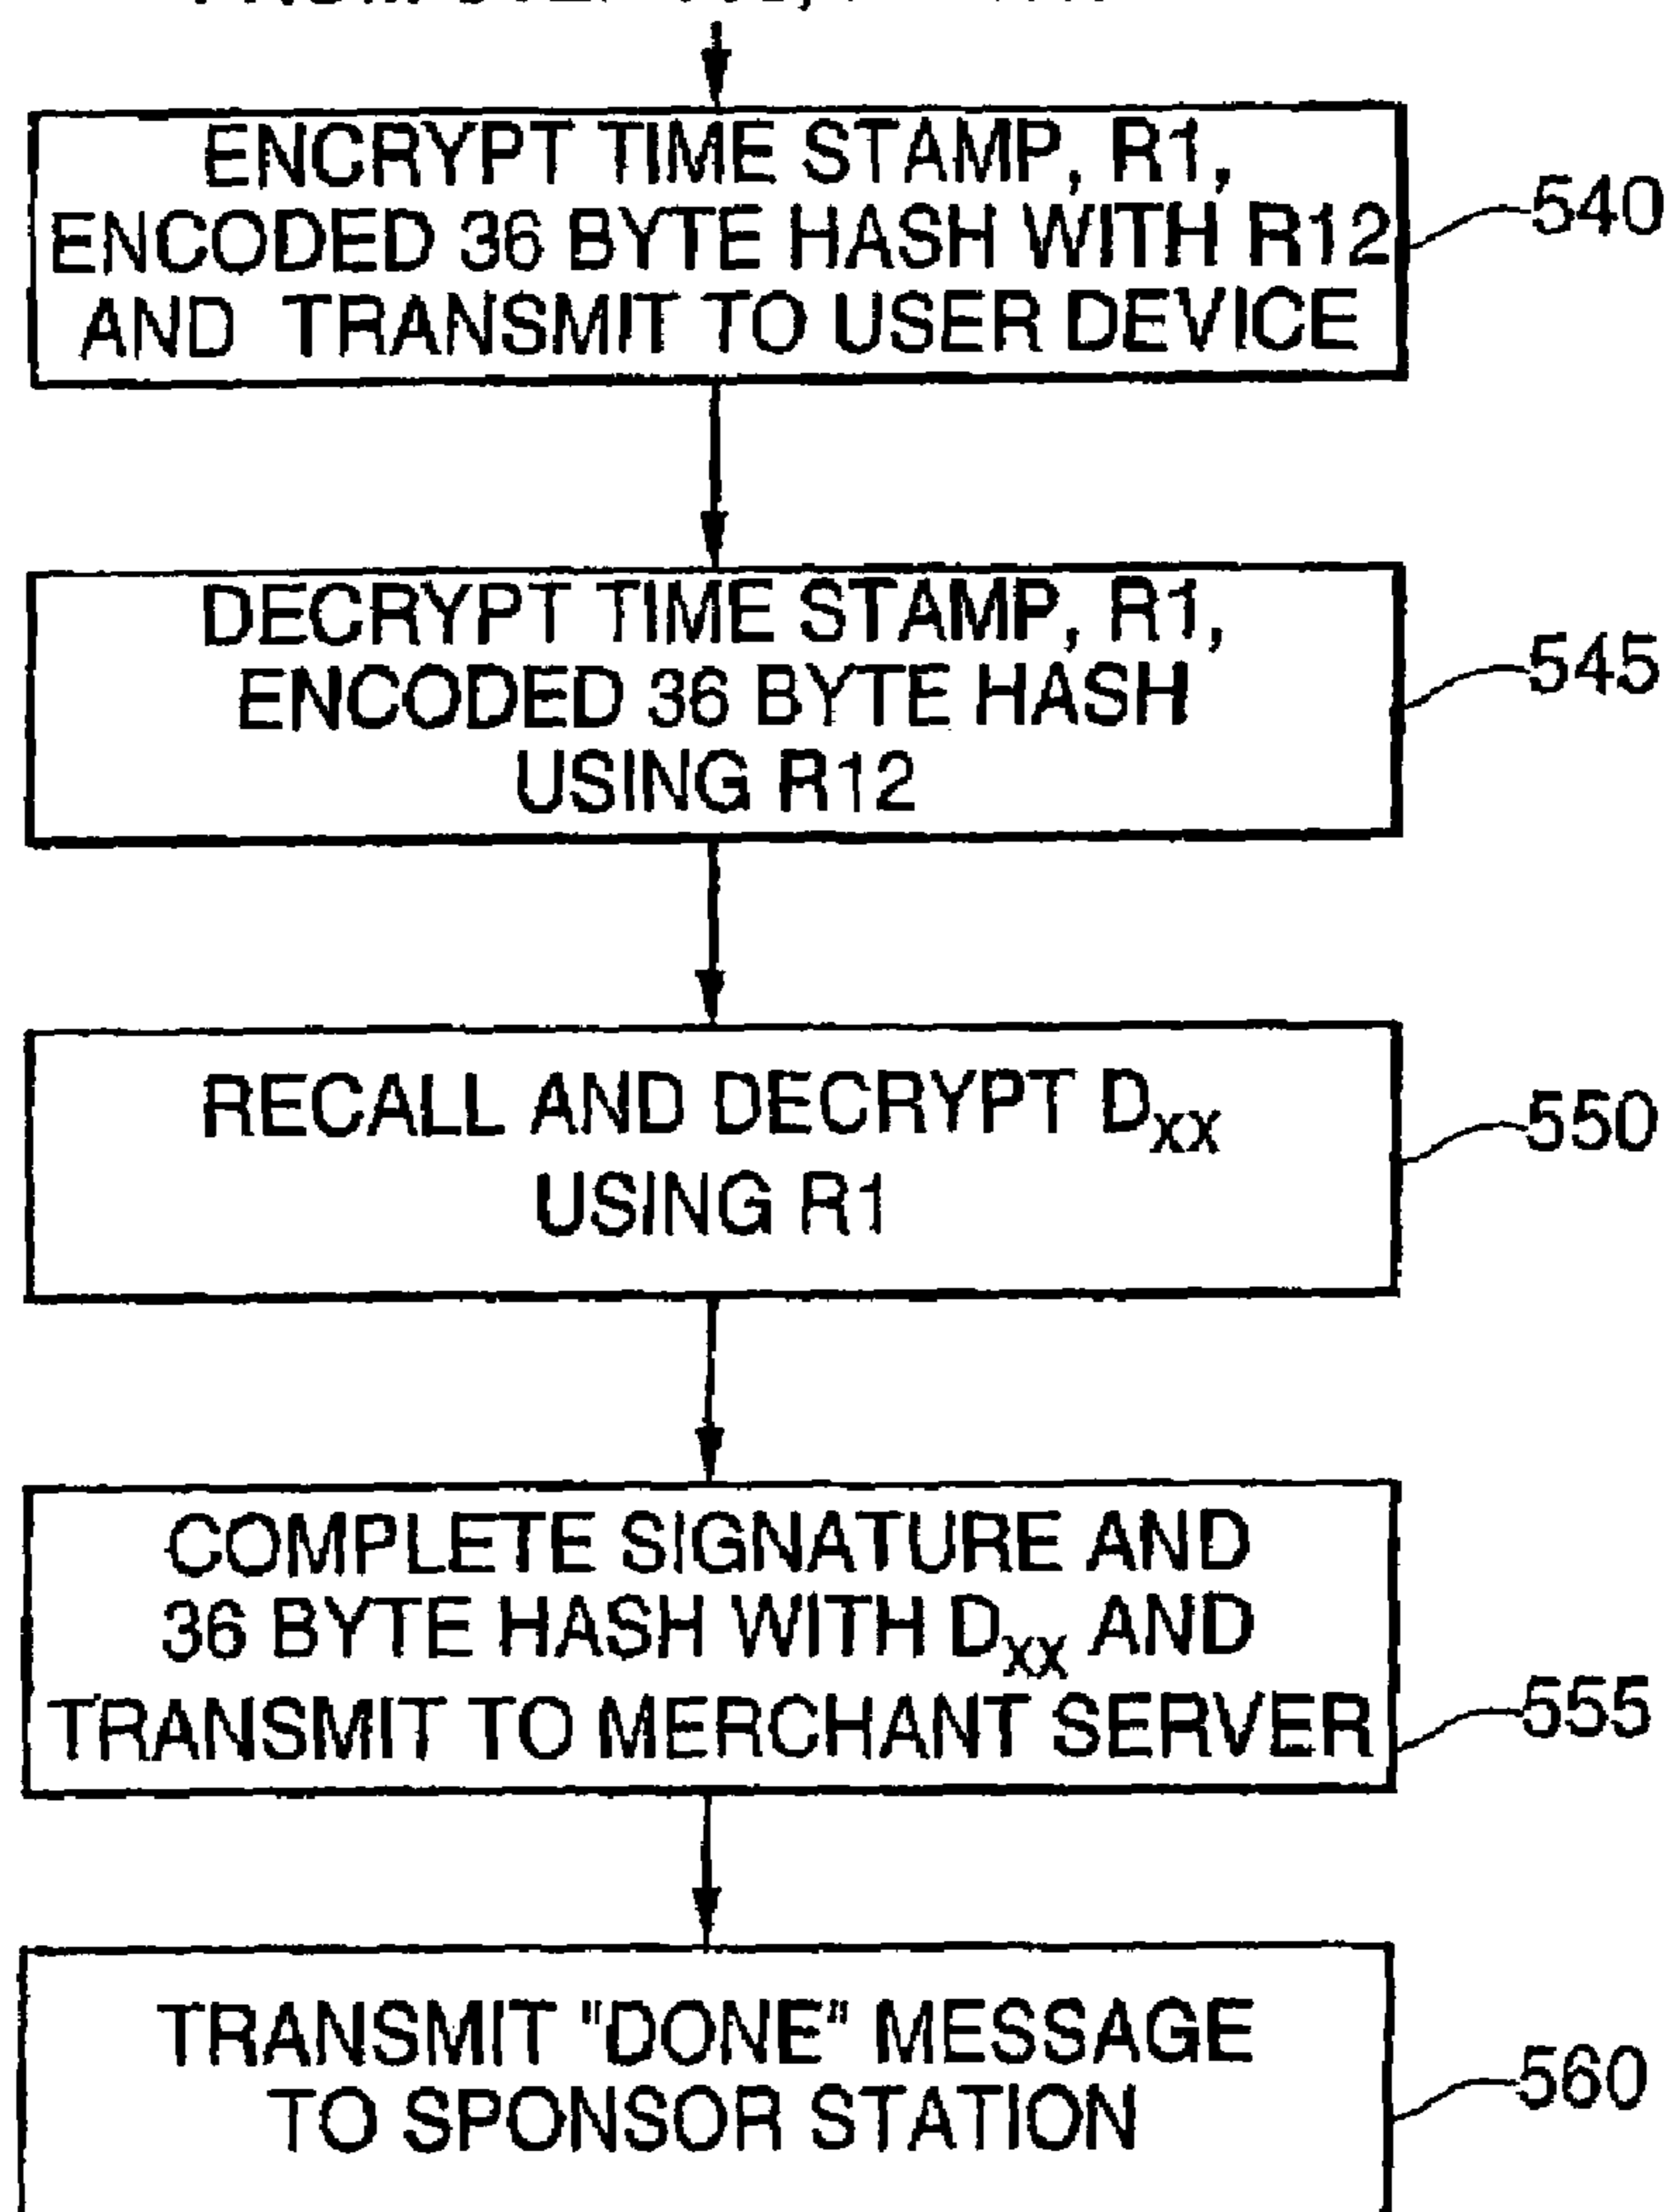 ENCRYPT TIME STAMP, R1,
ENCODED 36 BYTE HASH WITH R12
AND TRANSMIT TO USER DEVICE
540
DECRYPT TIME STAMP, R1,
ENCODED 36 BYTE HASH
USING R12
545
RECALL AND DECRYPT Dxx
USING R1
550
COMPLETE SIGNATURE AND
36 BYTE HASH WITH Dxx AND
TRANSMIT TO MERCHANT SERVER
555
TRANSMIT "DONE" MESSAGE
TO SPONSOR STATION
560